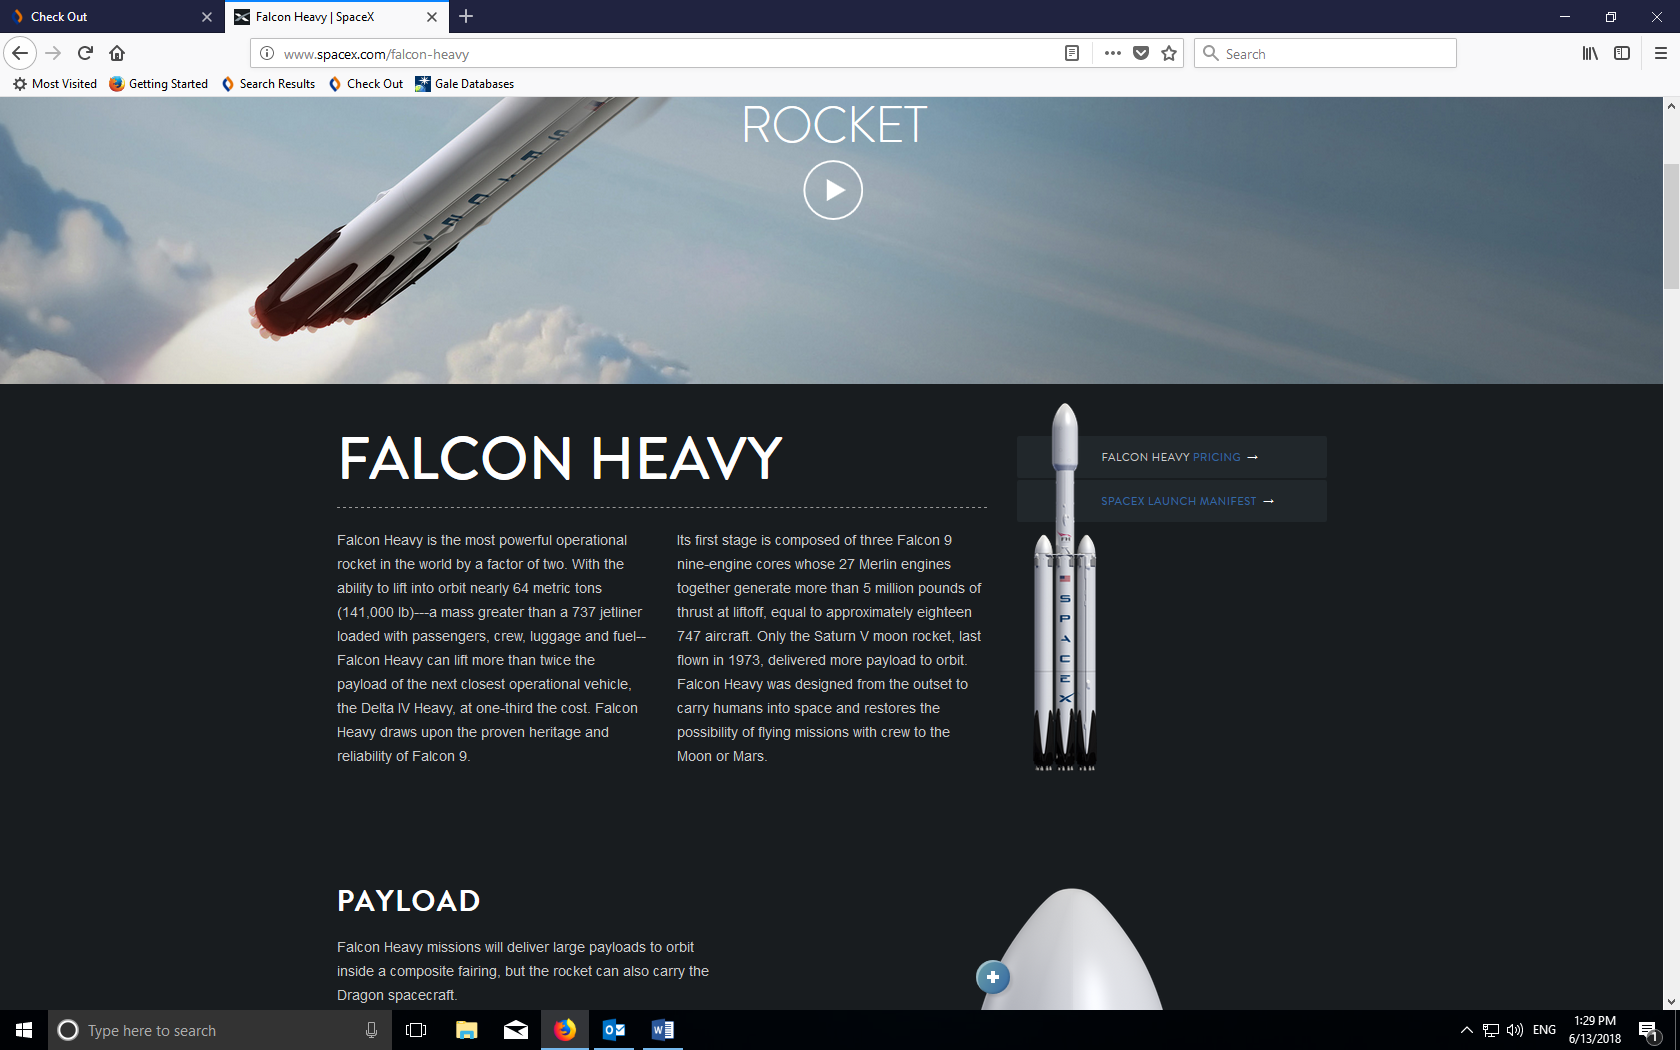 Check Out
Falcon Heavy | SpaceX
www.spacex.com/falcon-heavy
Search
Most Visited
Getting Started
Search Results
Check Out
Gale Databases
ROCKET
SPACEX
FALCON HEAVY
FALCON HEAVY PRICING →
SPACEX LAUNCH MANIFEST →
Falcon Heavy is the most powerful operational
rocket in the world by a factor of two. With the
ability to lift into orbit nearly 64 metric tons
(141,000 lb)---a mass greater than a 737 jetliner
loaded with passengers, crew, luggage and fuel--
Falcon Heavy can lift more than twice the
payload of the next closest operational vehicle,
the Delta IV Heavy, at one-third the cost. Falcon
Heavy draws upon the proven heritage and
reliability of Falcon 9.
Its first stage is composed of three Falcon 9
nine-engine cores whose 27 Merlin engines
together generate more than 5 million pounds of
thrust at liftoff, equal to approximately eighteen
747 aircraft. Only the Saturn V moon rocket, last
flown in 1973, delivered more payload to orbit.
Falcon Heavy was designed from the outset to
carry humans into space and restores the
possibility of flying missions with crew to the
Moon or Mars.
FH
SPACEX
PAYLOAD
Falcon Heavy missions will deliver large payloads to orbit
inside a composite fairing, but the rocket can also carry the
Dragon spacecraft.
Type here to search
ENG
1:29 PM
6/13/2018
1